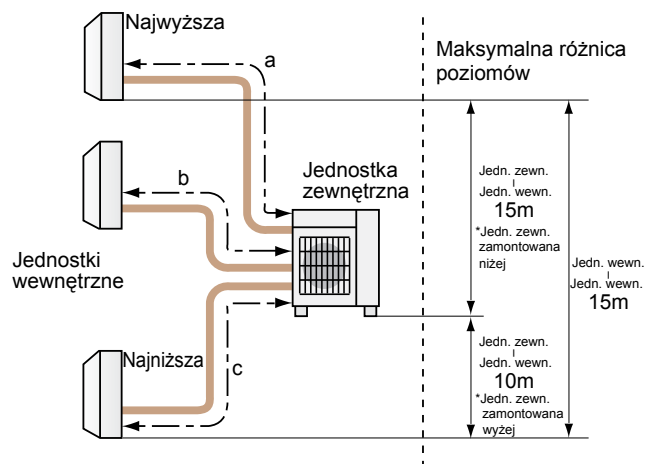 Najwyższa
a
Maksymalna różnica
poziomów
b
Jednostka
zewnętrzna
Jednostki
wewnętrzne
Najniższa
c
Jedn. zewn.
Jedn. wewn.
15m
*Jedn. zewn.
zamontowana
niżej
Jedn. wewn.
Jedn. wewn.
15m
Jedn. zewn.
Jedn. wewn.
10m
*Jedn. zewn.
zamontowana
wyżej